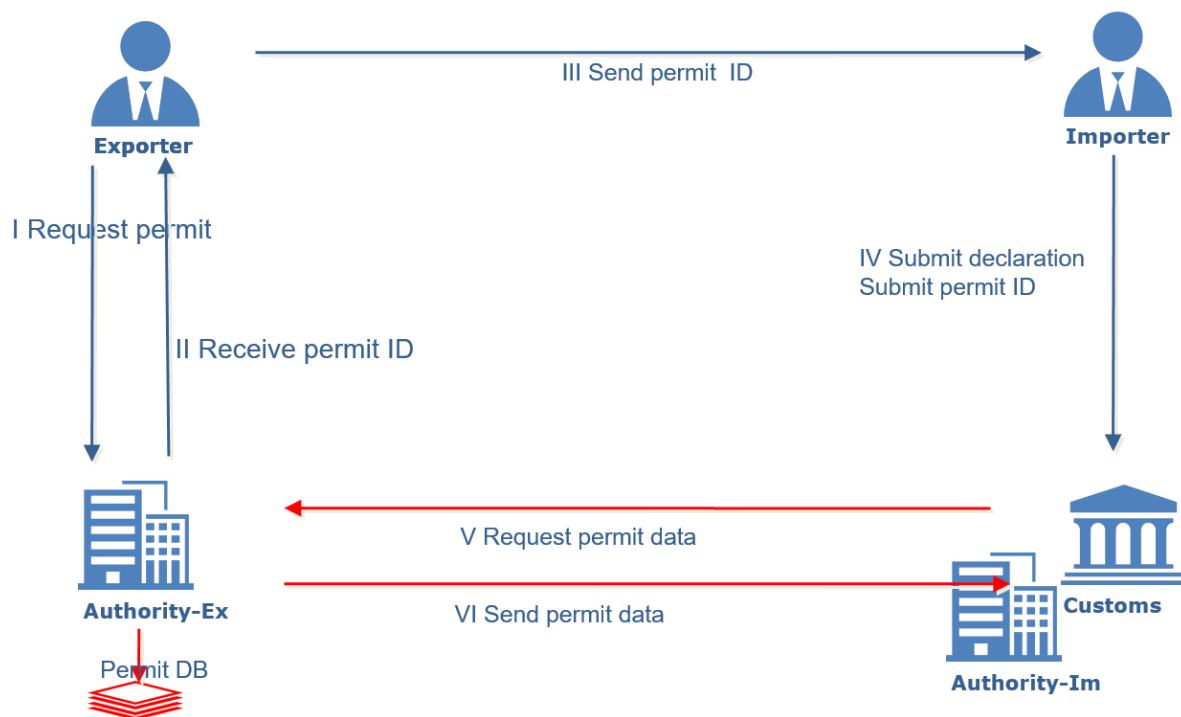 III Send permit ID
Exporter
Importer
I Request permit
IV Submit declaration
Submit permit ID
II Receive permit ID
V Request permit data
VI Send permit data
Authority-Ex
Customs
Permit DB
Authority-Im